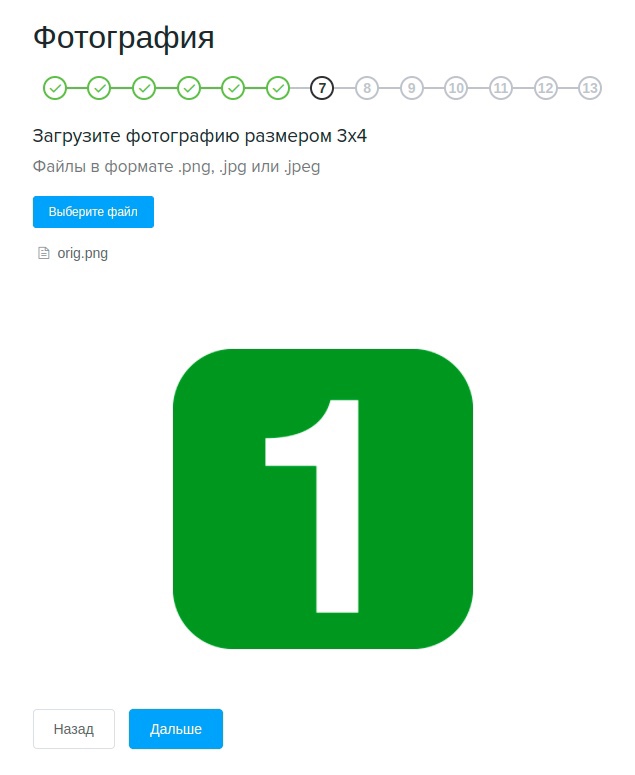 Фотография
7 8 9 10 11 12 13
Загрузите фотографию размером 3х4
Файлы в формате .png, .jpg или .jpeg
Выберите файл
orig.png
1
Назад Дальше